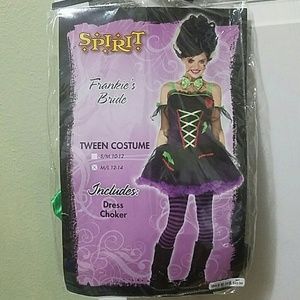 SPIRIT
Frankie's
Bride
TWEEN COSTUME
S/M 10-12
M/L 12-14
Includes:
Dress
Choker